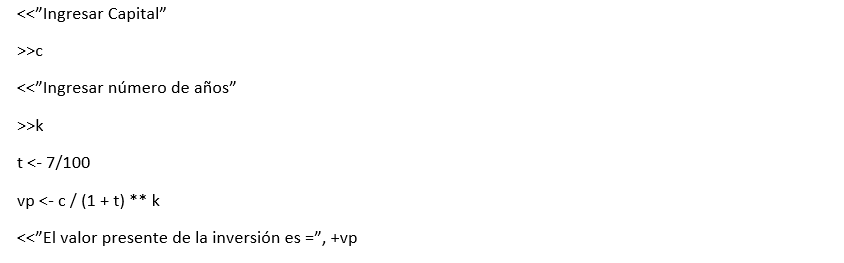 <<”Ingresar Capital”
>>c
<<”Ingresar número de años”
>>k
t <- 7/100
vp <- c / (1 + t) ** k
<<”El valor presente de la inversión es =”, +vp